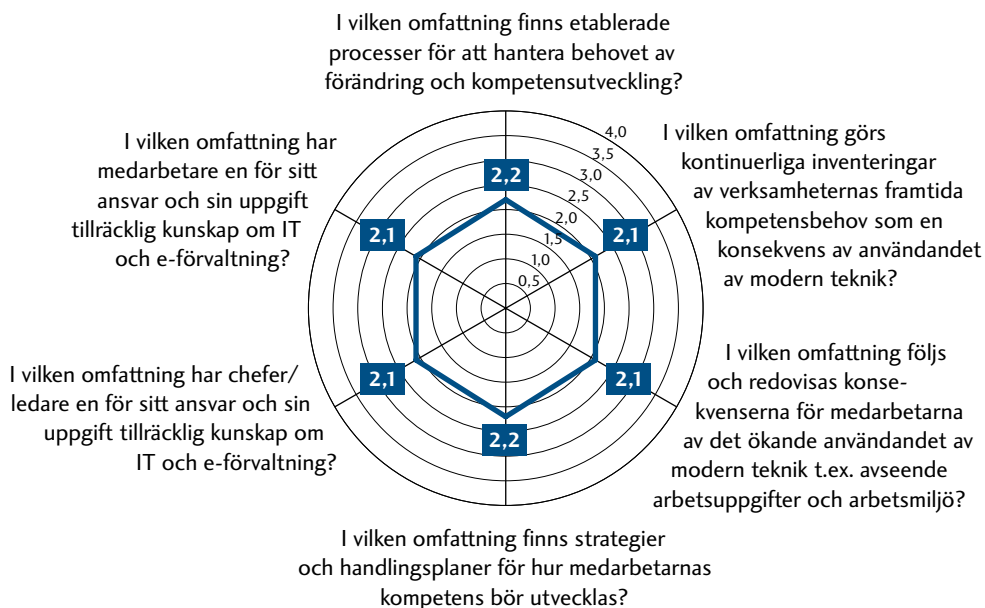 I vilken omfattning finns etablerade
processer för att hantera behovet av
förändring och kompetensutveckling?
I vilken omfattning görs
kontinuerliga inventeringar
av verksamheternas framtida
kompetensbehov som en
konsekvens av användandet
av modern teknik?
I vilken omfattning följs
och redovisas konse-
kvenserna för medarbetarna
av det ökande användandet av
modern teknik t.ex. avseende
arbetsuppgifter och arbetsmiljö?
I vilken omfattning finns strategier
och handlingsplaner för hur medarbetarnas
kompetens bör utvecklas?
I vilken omfattning har chefer/
ledare en för sitt ansvar och sin
uppgift tillräcklig kunskap om
IT och e-förvaltning?
I vilken omfattning har
medarbetare en för sitt
ansvar och sin uppgift
tillräcklig kunskap om IT
och e-förvaltning?
4,0
3,5
3,0
2,5
2,0
1,5
1,0
0,5
2,2
2,1
2,1
2,2
2,1
2,1